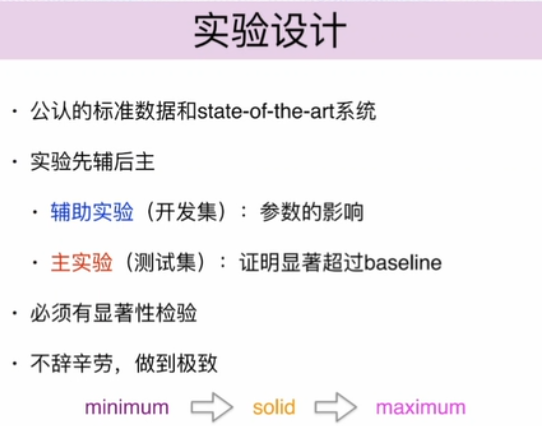 实验设计
· 公认的标准数据和state-of-the-art系统
· 实验先辅后主
· 辅助实验（开发集）：参数的影响
· 主实验（测试集）：证明显著超过baseline
· 必须有显著性检验
· 不辞辛劳，做到极致
minimum ⇨ solid ⇨ maximum